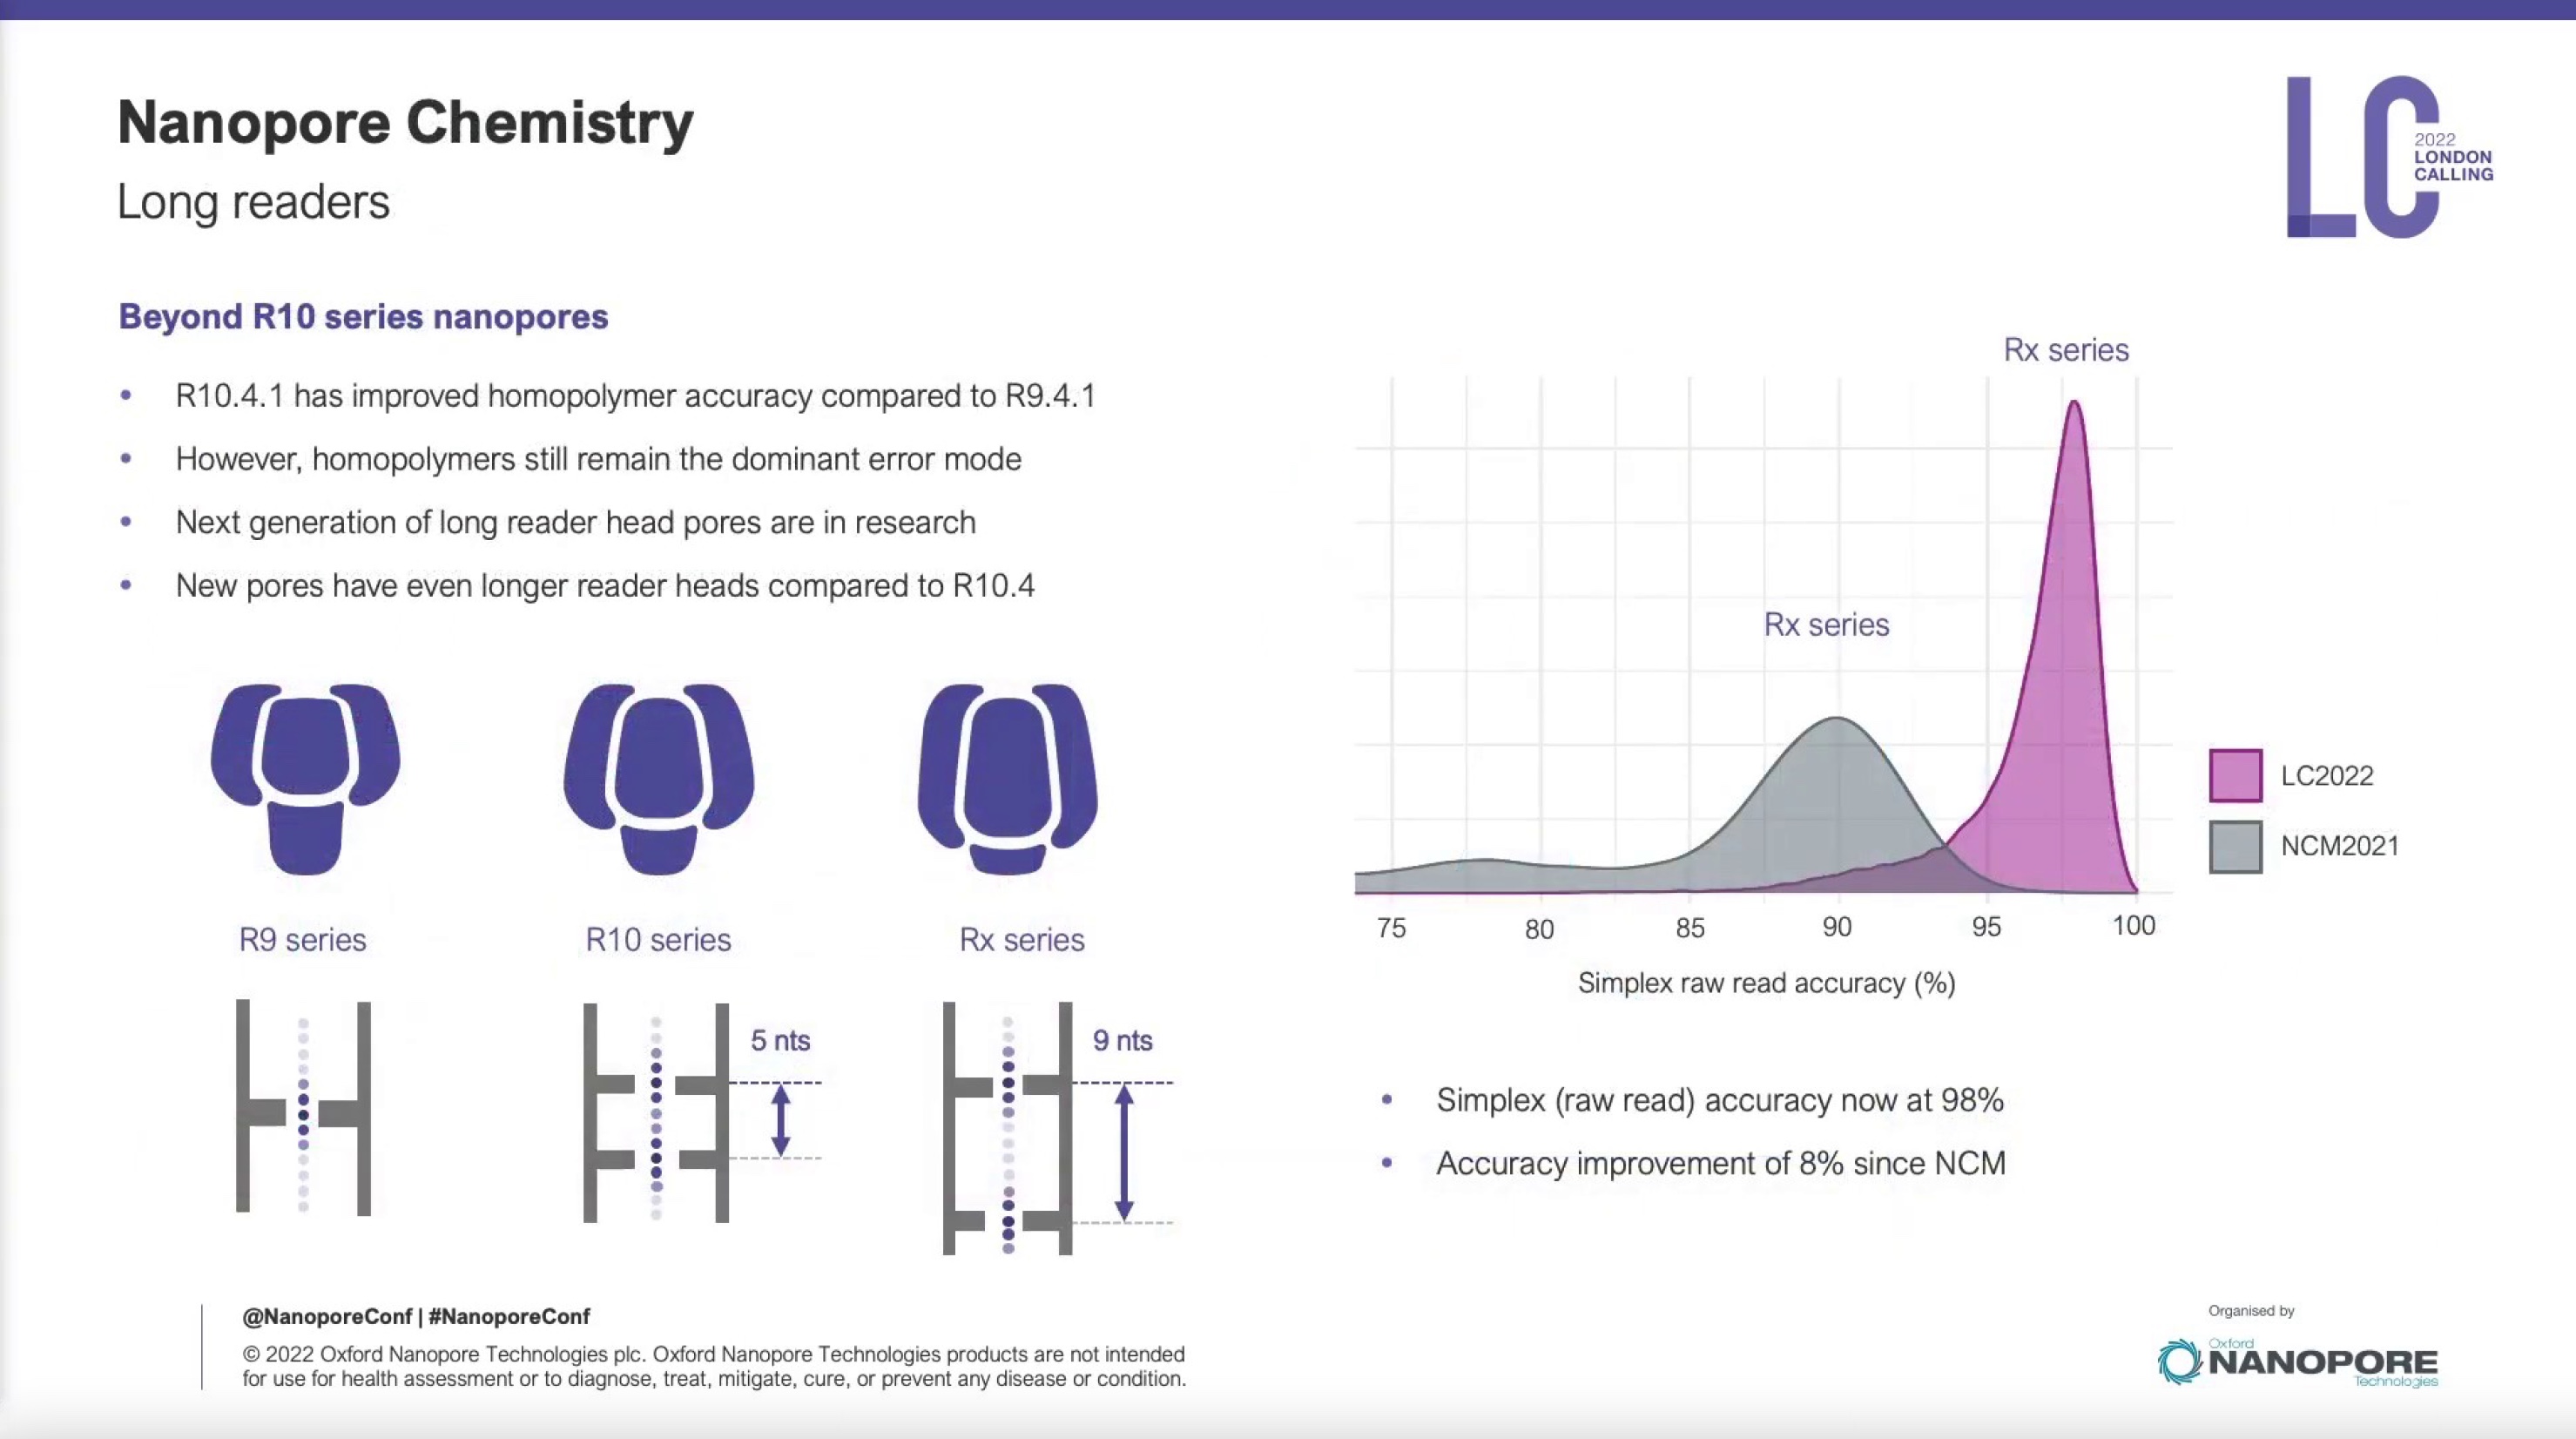 Nanopore Chemistry
Long readers
2022
LONDON
CALLING
Beyond R10 series nanopores
• R10.4.1 has improved homopolymer accuracy compared to R9.4.1
• However, homopolymers still remain the dominant error mode
• Next generation of long reader head pores are in research
• New pores have even longer reader heads compared to R10.4
R9 series
R10 series
Rx series
5 nts
9 nts
Rx series
Rx series
LC2022
NCM2021
75 80 85 90 95 100
Simplex raw read accuracy (%)
• Simplex (raw read) accuracy now at 98%
• Accuracy improvement of 8% since NCM
@NanoporeConf | #NanoporeConf
© 2022 Oxford Nanopore Technologies plc. Oxford Nanopore Technologies products are not intended
for use for health assessment or to diagnose, treat, mitigate, cure, or prevent any disease or condition.
Organised by
Oxford
NANOPORE
Technologies